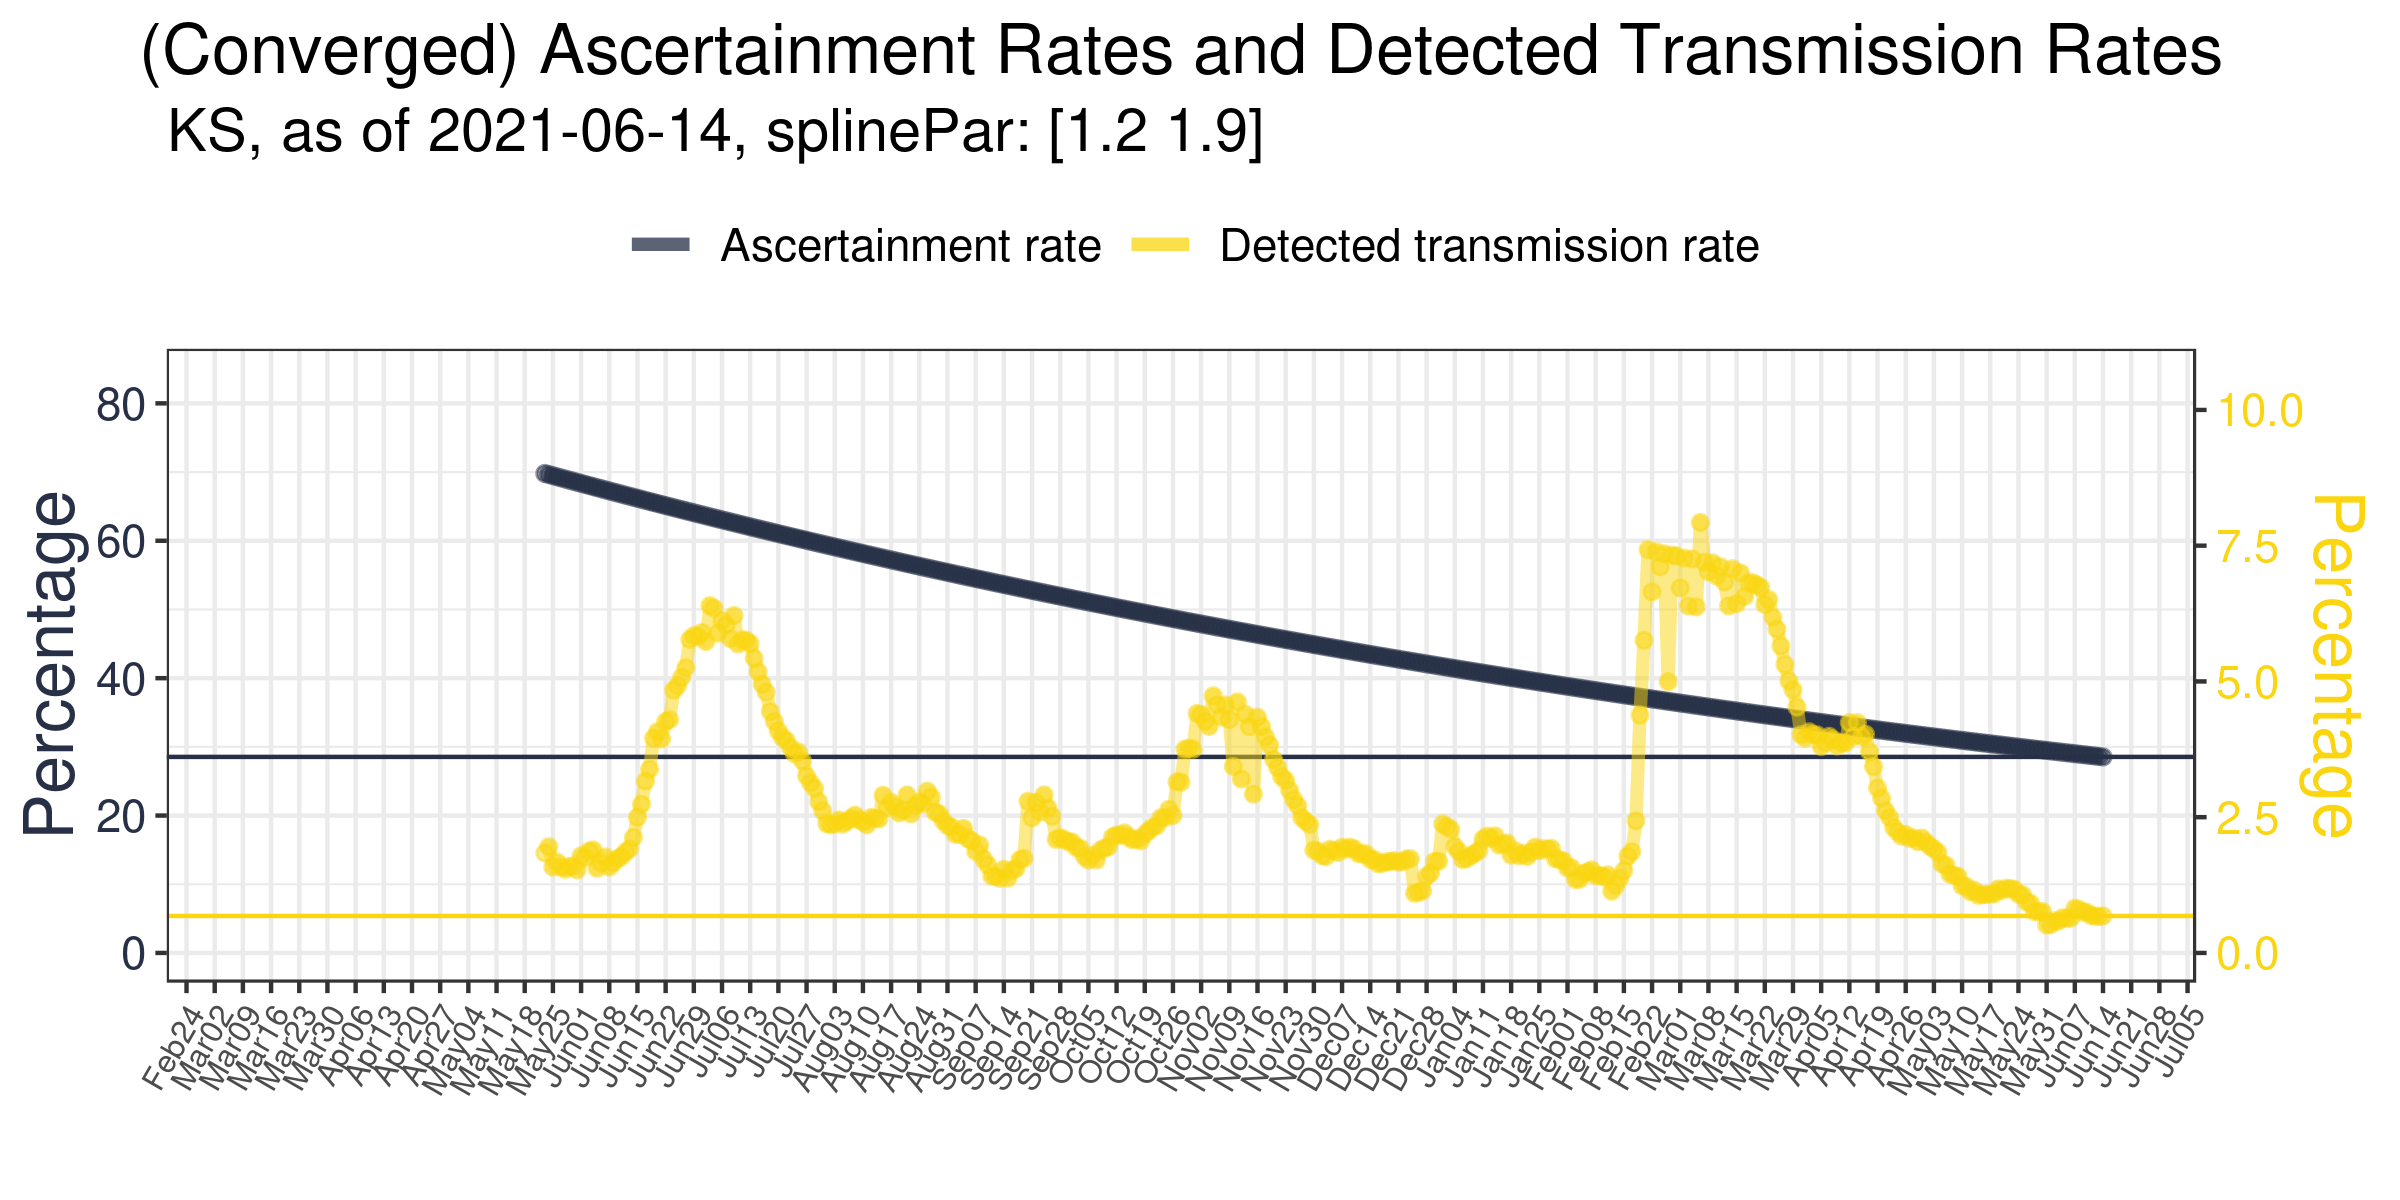 (Converged) Ascertainment Rates and Detected Transmission Rates
KS, as of 2021-06-14, splinePar: [1.2 1.9]
Ascertainment rate
Detected transmission rate
Percentage
80
60
40
20
0
10.0
7.5
5.0
2.5
0.0
Percentage
Feb24
Mar02
Mar09
Mar16
Mar23
Mar30
Apr06
Apr13
Apr20
Apr27
May04
May11
May18
May25
Jun01
Jun08
Jun15
Jun22
Jun29
Jul06
Jul13
Jul20
Jul27
Aug03
Aug10
Aug17
Aug24
Aug31
Sep07
Sep14
Sep21
Sep28
Oct05
Oct12
Oct19
Oct26
Nov02
Nov09
Nov16
Nov23
Nov30
Dec07
Dec14
Dec21
Dec28
Jan04
Jan11
Jan18
Jan25
Feb01
Feb08
Feb15
Feb22
Mar01
Mar08
Mar15
Mar22
Mar29
Apr05
Apr12
Apr19
Apr26
May03
May10
May17
May24
May31
Jun07
Jun14
Jun21
Jun28
Jul05